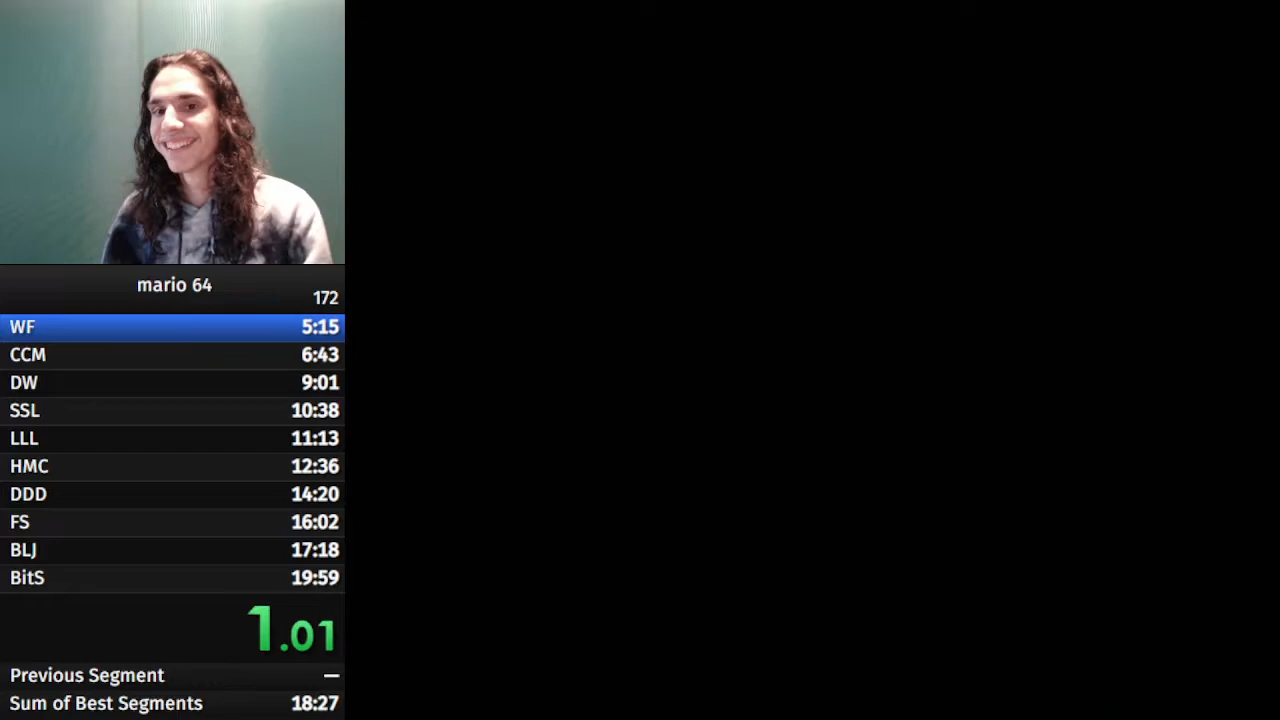 mario 64
172
WF 5:15
CCM 6:43
DW 9:01
SSL 10:38
LLL 11:13
HMC 12:36
DDD 14:20
FS 16:02
BLJ 17:18
BitS 19:59
1.01
Previous Segment —
Sum of Best Segments 18:27